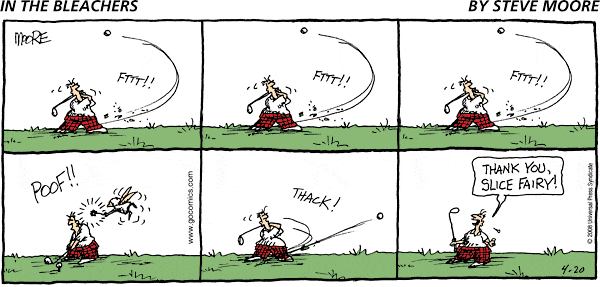 IN THE BLEACHERS
BY STEVE MOORE
MOORE
FTTT!!
FTTT!!
FTTT!!
POOF!!
www.gocomics.com
THACK!
THANK YOU,
SLICE FAIRY!
© 2008 Universal Press Syndicate
4-20